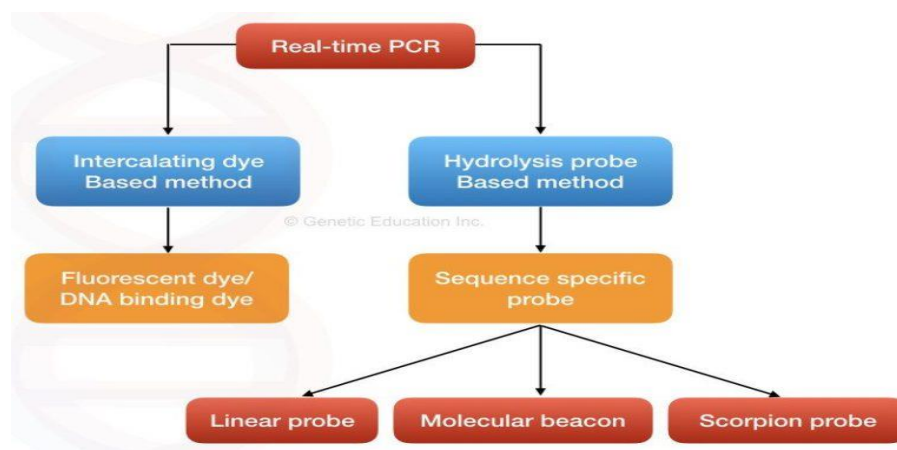 Real-time PCR
Intercalating dye
Based method
Hydrolysis probe
Based method
© Genetic Education Inc.
Fluorescent dye/
DNA binding dye
Sequence specific
probe
Linear probe
Molecular beacon
Scorpion probe